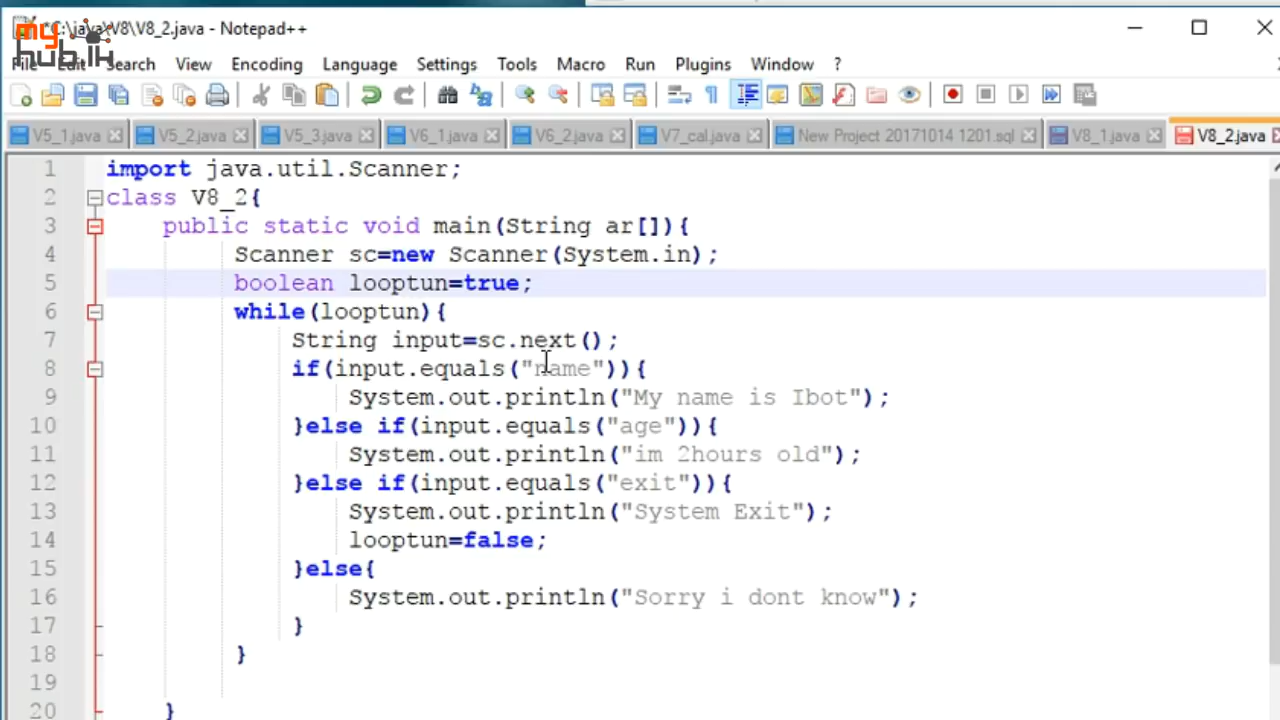 my
hub.lk
*C:\java\V8\V8_2.java - Notepad++
File Edit Search View Encoding Language Settings Tools Macro Run Plugins Window ?
V5_1.java V5_2.java V5_3.java V6_1.java V6_2.java V7_cal.java New Project 20171014 1201.sql V8_1.java V8_2.java
1 import java.util.Scanner;
2 class V8_2{
3 public static void main(String ar[]){
4 Scanner sc=new Scanner(System.in);
5 boolean looptun=true;
6 while(looptun){
7 String input=sc.next();
8 if(input.equals("name")){
9 System.out.println("My name is Ibot");
10 }else if(input.equals("age")){
11 System.out.println("im 2hours old");
12 }else if(input.equals("exit")){
13 System.out.println("System Exit");
14 looptun=false;
15 }else{
16 System.out.println("Sorry i dont know");
17 }
18 }
19
20 }